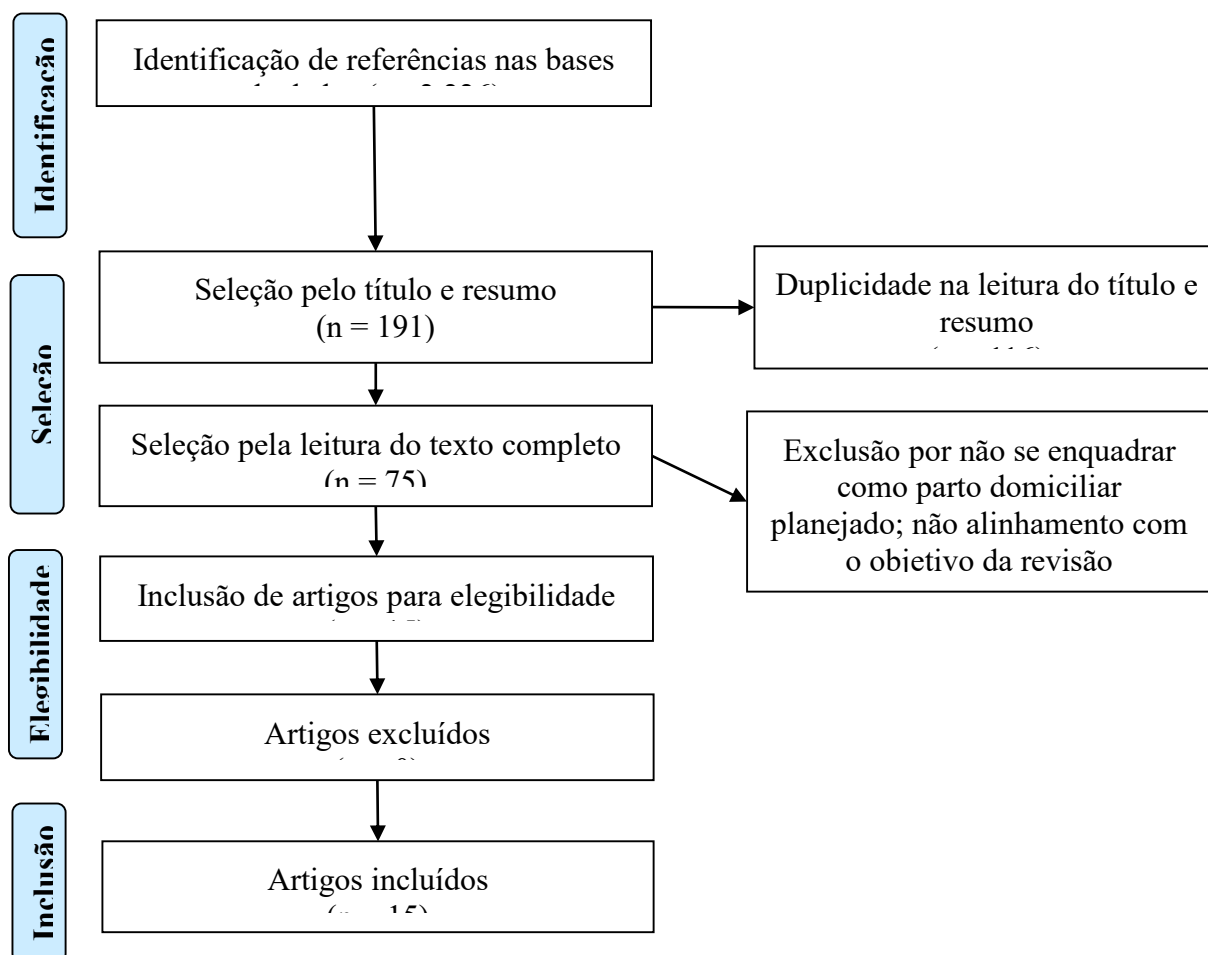 Identificação
Identificação de referências nas bases
Seleção
Seleção pelo título e resumo
(n = 191)
Duplicidade na leitura do título e
resumo
Seleção pela leitura do texto completo
(n = 75)
Exclusão por não se enquadrar
como parto domiciliar
planejado; não alinhamento com
o objetivo da revisão
Elegibilidade
Inclusão de artigos para elegibilidade
Artigos excluídos
Inclusão
Artigos incluídos
(n = 15)